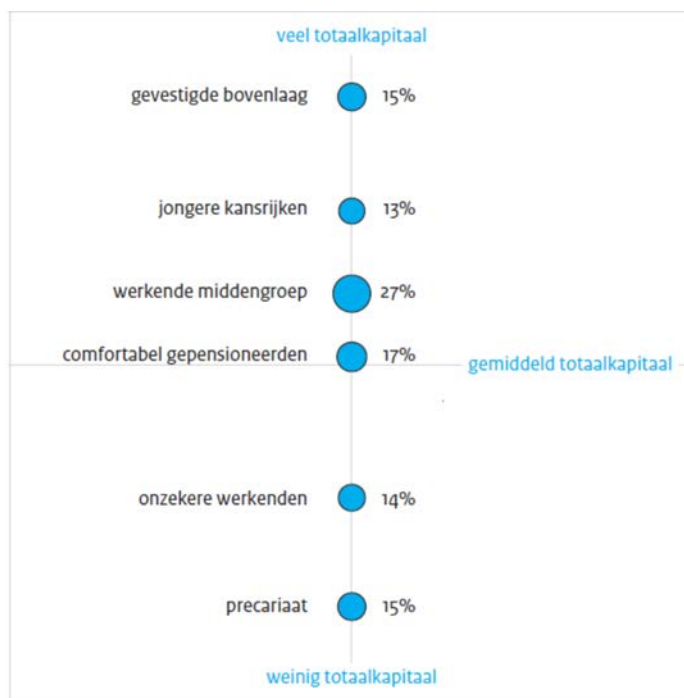 veel totaalkapitaal
gevestigde bovenlaag 15%
jongere kansrijken 13%
werkende middengroep 27%
comfortabel gepensioneerden 17%
gemiddeld totaalkapitaal
onzekere werkenden 14%
precariaat 15%
weinig totaalkapitaal